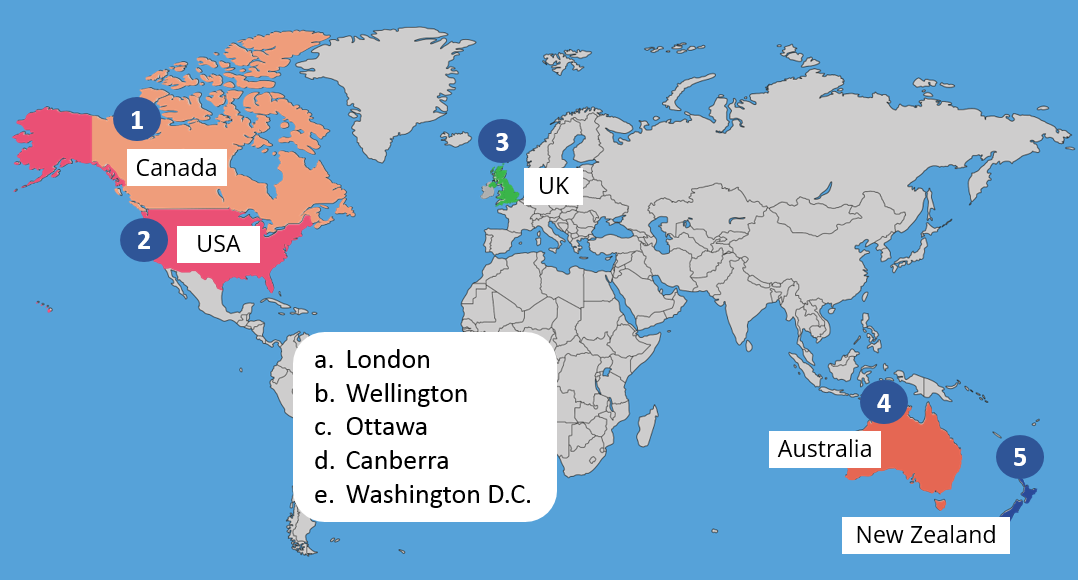 1
Canada
2
USA
3
UK
a. London
b. Wellington
c. Ottawa
d. Canberra
e. Washington D.C.
4
Australia
5
New Zealand